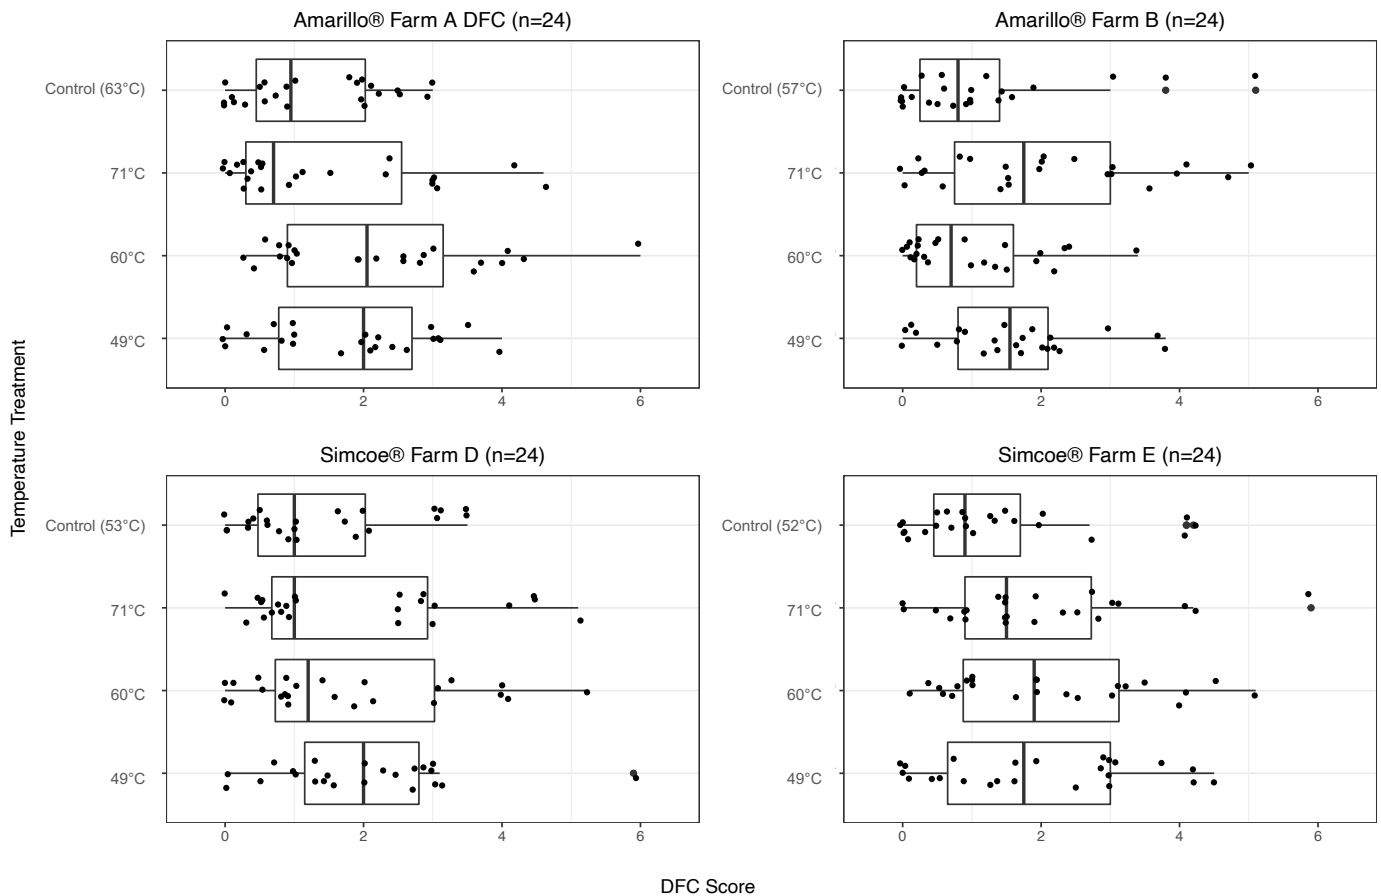 Amarillo® Farm A DFC (n=24)
Amarillo® Farm B (n=24)
Control (63°C)
71°C
60°C
49°C
0 2 4 6
Control (57°C)
71°C
60°C
49°C
0 2 4 6
Temperature Treatment
Simcoe® Farm D (n=24)
Simcoe® Farm E (n=24)
Control (53°C)
71°C
60°C
49°C
0 2 4 6
Control (52°C)
71°C
60°C
49°C
0 2 4 6
DFC Score